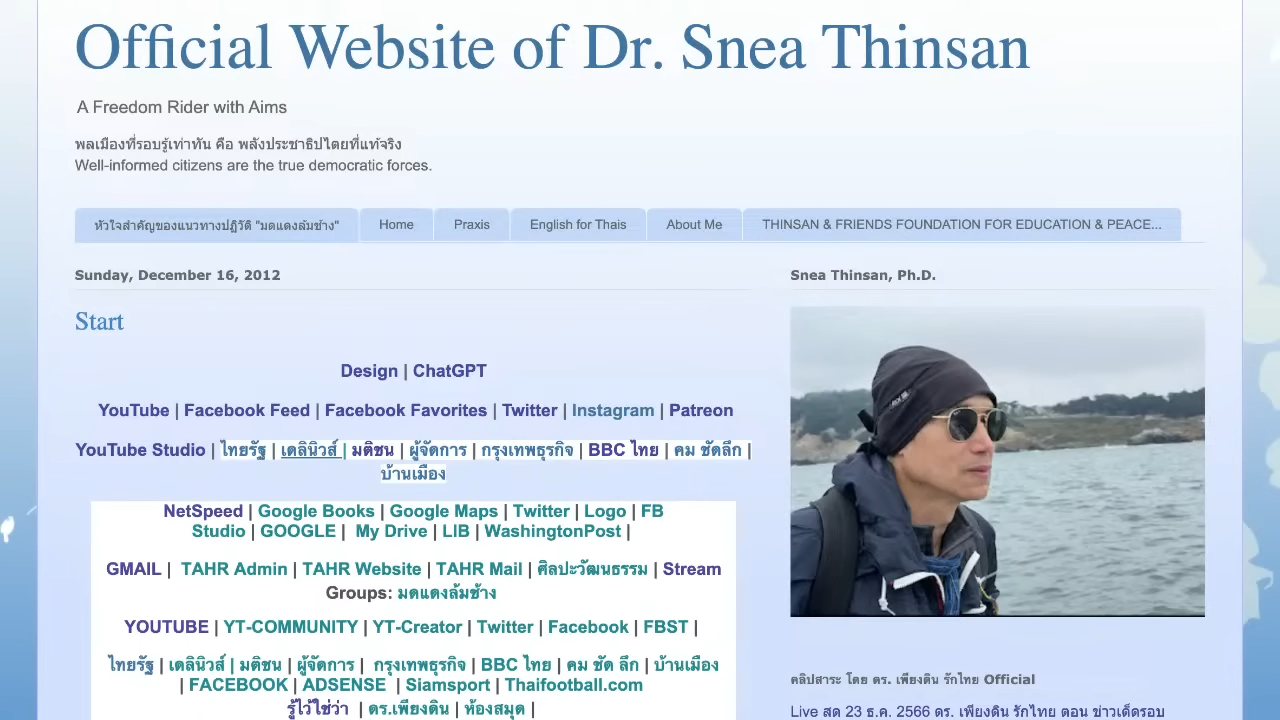 Official Website of Dr. Snea Thinsan
A Freedom Rider with Aims
พลเมืองที่รอบรู้เท่าทัน คือ พลังประชาธิปไตยที่แท้จริง
Well-informed citizens are the true democratic forces.
หัวใจสำคัญของแนวทางปฏิวัติ "มดแดงล้มช้าง" Home Praxis English for Thais About Me THINSAN & FRIENDS FOUNDATION FOR EDUCATION & PEACE...
Sunday, December 16, 2012
Start
Design | ChatGPT
YouTube | Facebook Feed | Facebook Favorites | Twitter | Instagram | Patreon
YouTube Studio | ไทยรัฐ | เดลินิวส์ | มติชน | ผู้จัดการ | กรุงเทพธุรกิจ | BBC ไทย | คม ชัดลึก |
บ้านเมือง
NetSpeed | Google Books | Google Maps | Twitter | Logo | FB
Studio | GOOGLE | My Drive | LIB | WashingtonPost |
GMAIL | TAHR Admin | TAHR Website | TAHR Mail | ศิลปะวัฒนธรรม | Stream
Groups: มดแดงล้มช้าง
YOUTUBE | YT-COMMUNITY | YT-Creator | Twitter | Facebook | FBST |
ไทยรัฐ | เดลินิวส์ | มติชน | ผู้จัดการ | กรุงเทพธุรกิจ | BBC ไทย | คม ชัด ลึก | บ้านเมือง
| FACEBOOK | ADSENSE | Siamsport | Thaifootball.com
รู้ไว้ใช่ว่า | ดร.เพียงดิน | ห้องสมุด |
Snea Thinsan, Ph.D.
คลิปสาระ โดย ดร. เพียงดิน รักไทย Official
Live สด 23 ธ.ค. 2566 ดร. เพียงดิน รักไทย ตอน ข่าวเด็ดรอบ